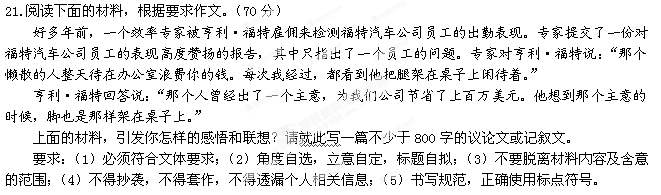 21.阅读下面的材料，根据要求作文。（70 分）
好多年前，一个效率专家被亨利·福特雇佣来检测福特汽车公司员工的出勤表现。专家提交了一份对
福特汽车公司员工的表现高度赞扬的报告，其中只指出了一个员工的问题。专家对亨利·福特说：“那个
懒散的人整天待在办公室浪费你的钱。每次我经过，都看到他把腿架在桌子上闲待着。”
亨利·福特回答说：“那个人曾经出了一个主意，为我们公司节省了上百万美元。他想到那个主意的
时候，脚也是那样架在桌子上。”
上面的材料，引发你怎样的感悟和联想？请就此写一篇不少于 800 字的议论文或记叙文。
要求：（1）必须符合文体要求；（2）角度自选，立意自定，标题自拟；（3）不要脱离材料内容及含意
的范围；（4）不得抄袭，不得套作，不得透漏个人相关信息；（5）书写规范，正确使用标点符号。